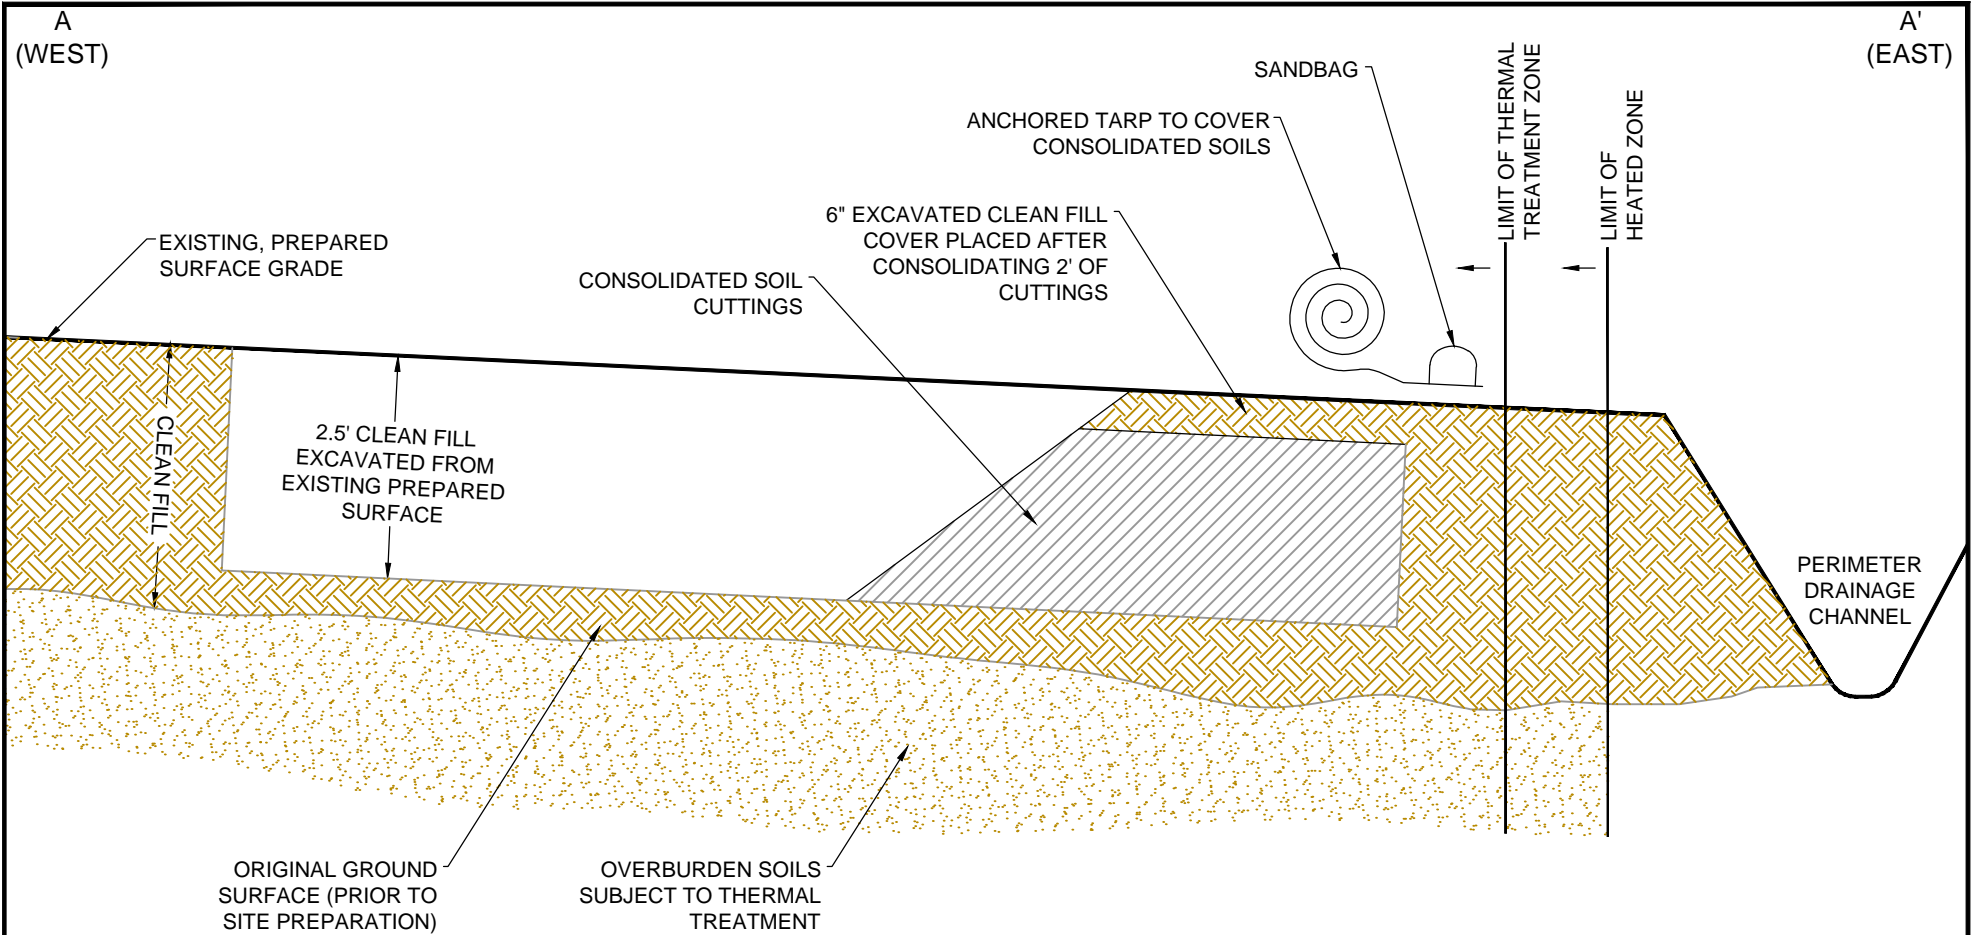 A
(WEST)
A'
(EAST)
SANDBAG
ANCHORED TARP TO COVER
CONSOLIDATED SOILS
LIMIT OF THERMAL
TREATMENT ZONE
LIMIT OF
HEATED ZONE
6" EXCAVATED CLEAN FILL
COVER PLACED AFTER
CONSOLIDATING 2' OF
CUTTINGS
EXISTING, PREPARED
SURFACE GRADE
CONSOLIDATED SOIL
CUTTINGS
CLEAN FILL
2.5' CLEAN FILL
EXCAVATED FROM
EXISTING PREPARED
SURFACE
PERIMETER
DRAINAGE
CHANNEL
ORIGINAL GROUND
SURFACE (PRIOR TO
SITE PREPARATION)
OVERBURDEN SOILS
SUBJECT TO THERMAL
TREATMENT